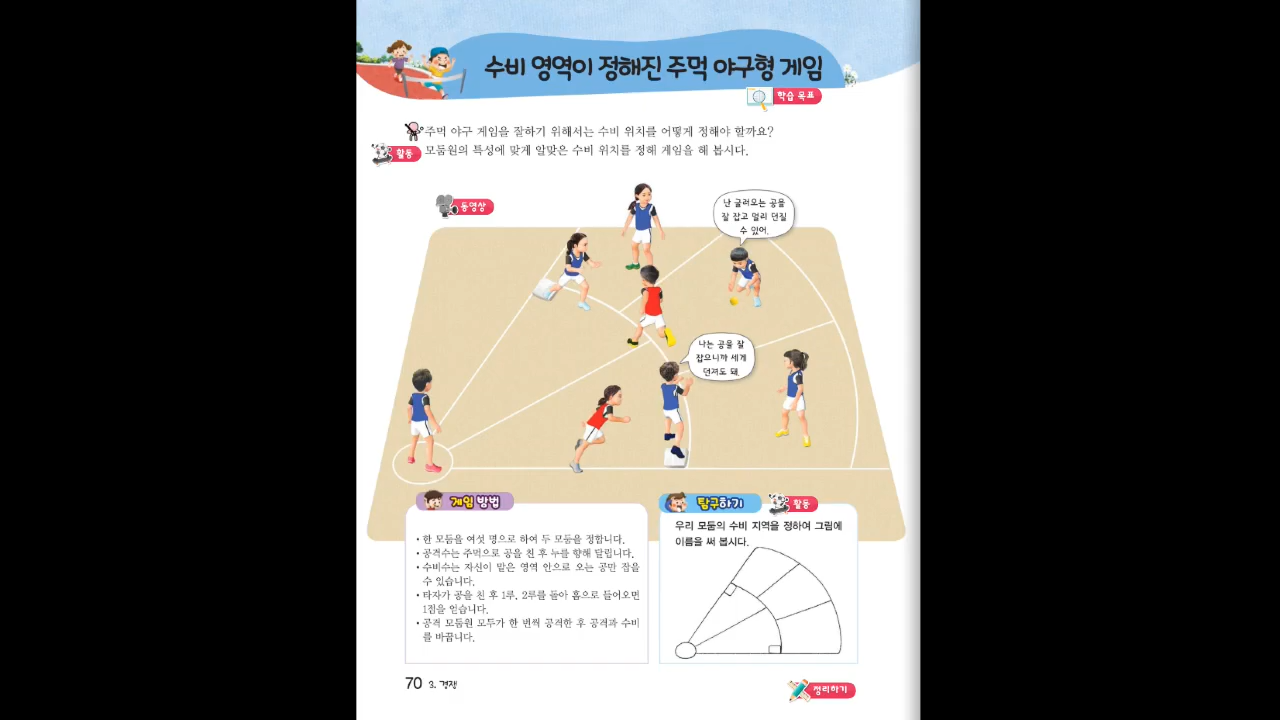 수비 영역이 정해진 주먹 야구형 게임
학습 목표
주먹 야구 게임을 잘하기 위해서는 수비 위치를 어떻게 정해야 할까요?
활동
모둠원의 특성에 맞게 알맞은 수비 위치를 정해 게임을 해 봅시다.
동영상
난 굴러오는 공을
잘 잡고 멀리 던질
수 있어.
나는 공을 잘
잡으니까 세게
던져도 돼.
게임 방법
• 한 모둠을 여섯 명으로 하여 두 모둠을 정합니다.
• 공격수는 주먹으로 공을 친 후 누를 향해 달립니다.
• 수비수는 자신이 맡은 영역 안으로 오는 공만 잡을
수 있습니다.
• 타자가 공을 친 후 1루, 2루를 돌아 홈으로 들어오면
1점을 얻습니다.
• 공격 모둠원 모두가 한 번씩 공격한 후 공격과 수비
를 바꿉니다.
탐구하기
활동
우리 모둠의 수비 지역을 정하여 그림에
이름을 써 봅시다.
70 3. 경쟁
정리하기